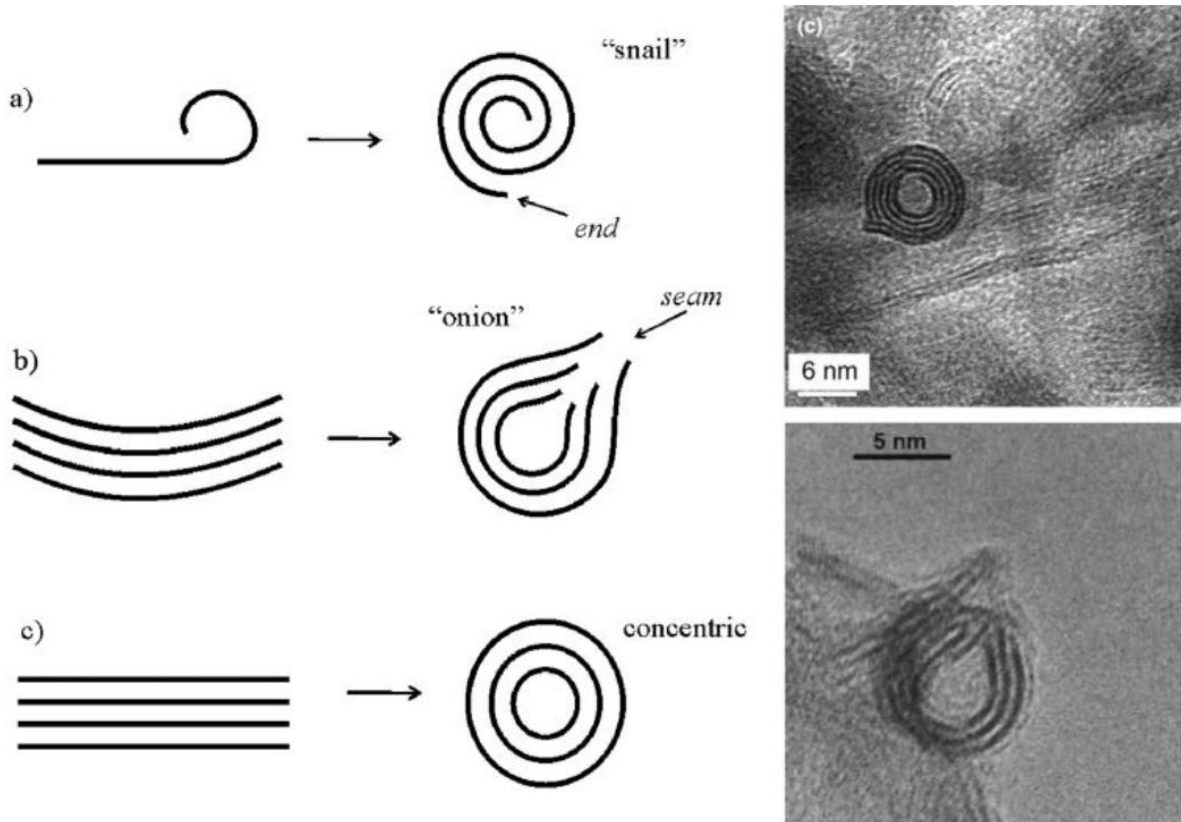 a)
“snail”
end
b)
“onion”
seam
c)
concentric
(c)
6 nm
5 nm